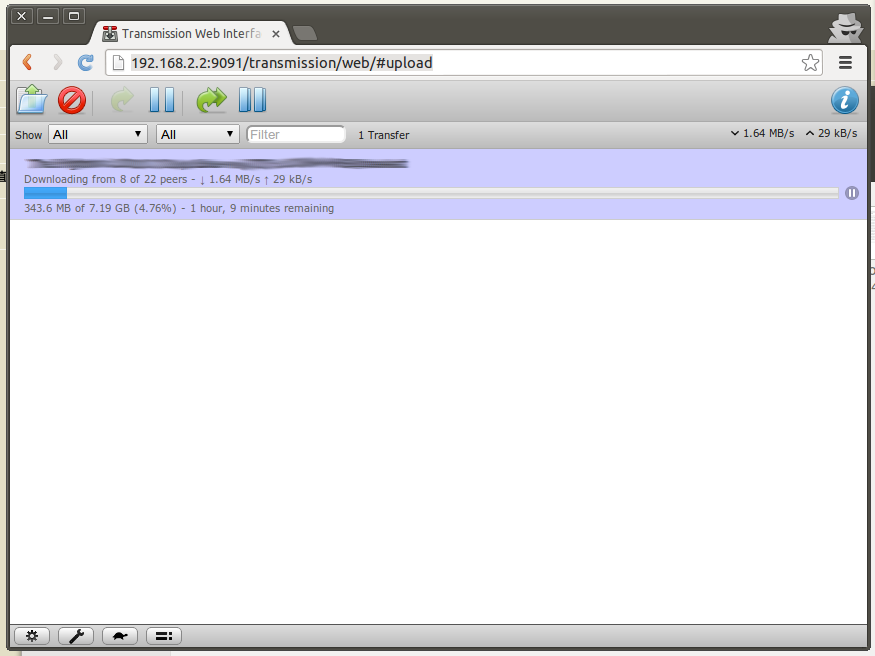 Transmission Web Interfa
192.168.2.2:9091/transmission/web/#upload
Show All All Filter 1 Transfer 1.64 MB/s 29 kB/s
Downloading from 8 of 22 peers - ↓ 1.64 MB/s ↑ 29 kB/s
343.6 MB of 7.19 GB (4.76%) - 1 hour, 9 minutes remaining